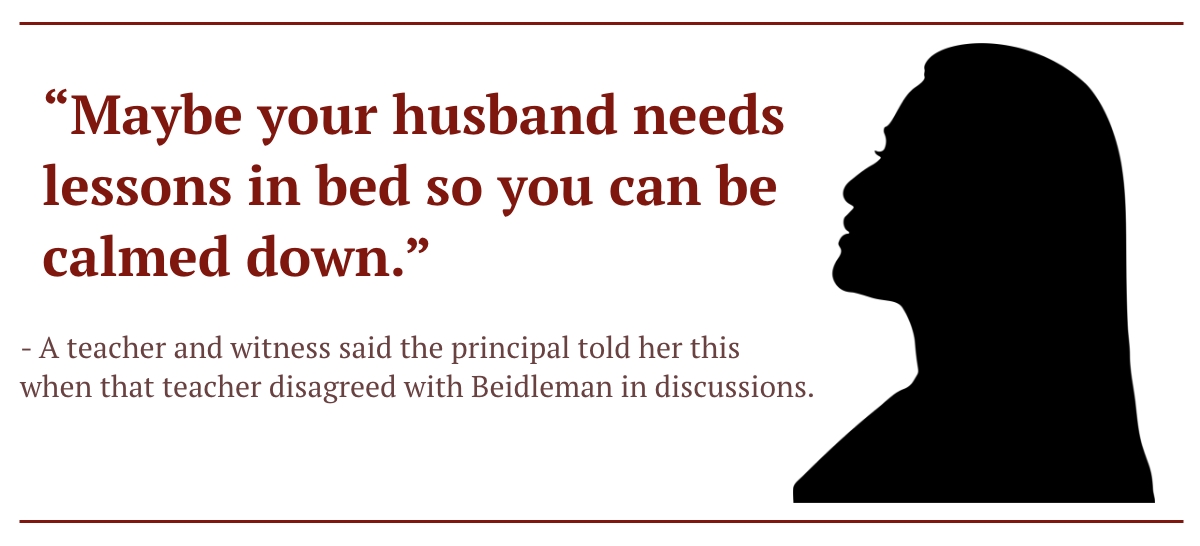 “Maybe your husband needs
lessons in bed so you can be
calmed down.”
- A teacher and witness said the principal told her this
when that teacher disagreed with Beidleman in discussions.